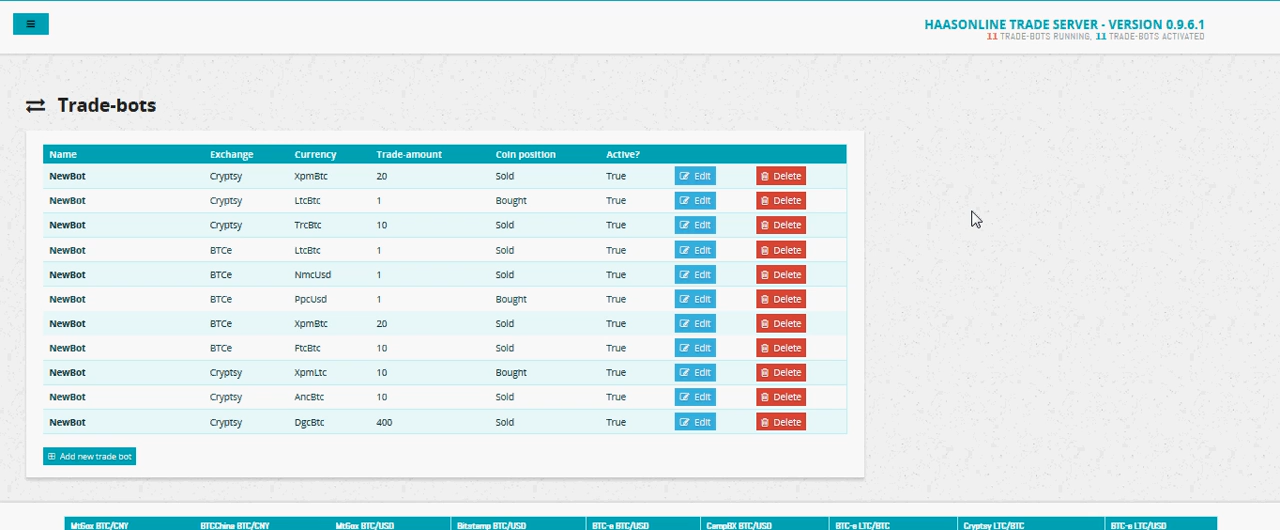 HAASONLINE TRADE SERVER - VERSION 0.9.6.1
11 TRADE-BOTS RUNNING, 11 TRADE-BOTS ACTIVATED
Trade-bots
Name Exchange Currency Trade-amount Coin position Active?
NewBot Cryptsy XpmBtc 20 Sold True Edit Delete
NewBot Cryptsy LtcBtc 1 Bought True Edit Delete
NewBot Cryptsy TrcBtc 10 Sold True Edit Delete
NewBot BTCe LtcBtc 1 Sold True Edit Delete
NewBot BTCe NmcUsd 1 Sold True Edit Delete
NewBot BTCe PpcUsd 1 Bought True Edit Delete
NewBot BTCe XpmBtc 20 Sold True Edit Delete
NewBot BTCe FtcBtc 10 Sold True Edit Delete
NewBot Cryptsy XpmLtc 10 Bought True Edit Delete
NewBot Cryptsy AncBtc 10 Sold True Edit Delete
NewBot Cryptsy DgcBtc 400 Sold True Edit Delete
Add new trade bot
MtGox BTC/CNY BTCChina BTC/CNY MtGox BTC/USD Bitstamp BTC/USD BTC-e BTC/USD CampBX BTC/USD BTC-e LTC/BTC Cryptsy LTC/BTC BTC-e LTC/USD